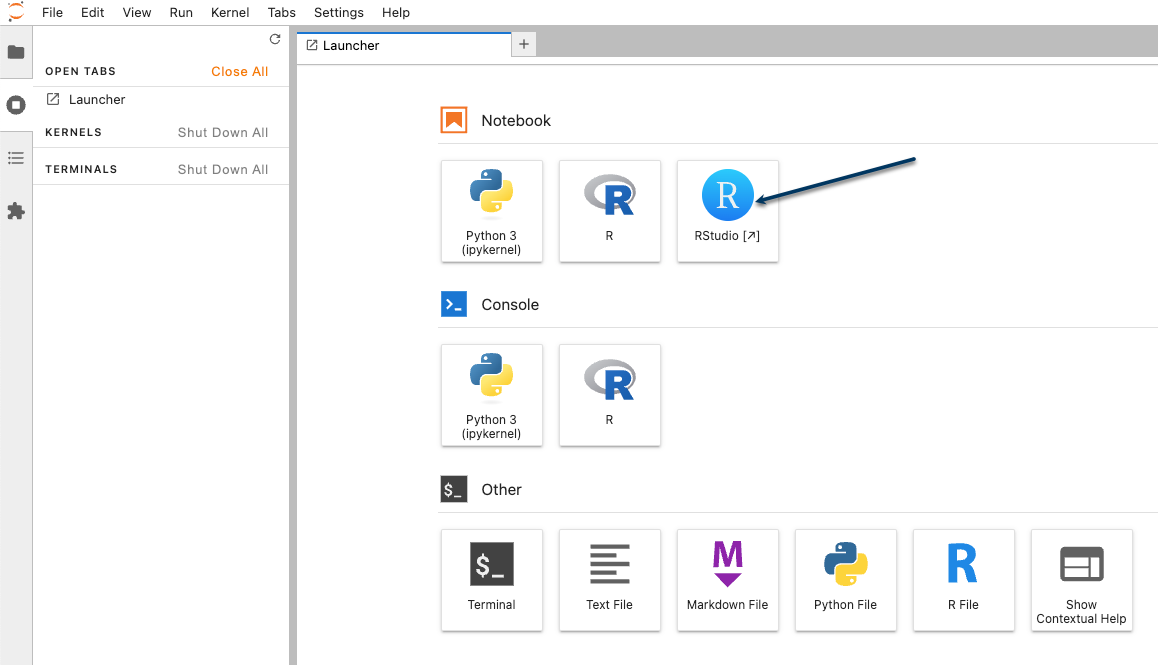 File Edit View Run Kernel Tabs Settings Help
OPEN TABS Close All
Launcher
KERNELS Shut Down All
TERMINALS Shut Down All
Launcher +
Notebook
Python 3
(ipykernel)
R
R
RStudio [↗]
>_ Console
Python 3
(ipykernel)
R
R
$_ Other
$_
Terminal
Text File
M
Markdown File
Python File
R
R File
Show
Contextual Help